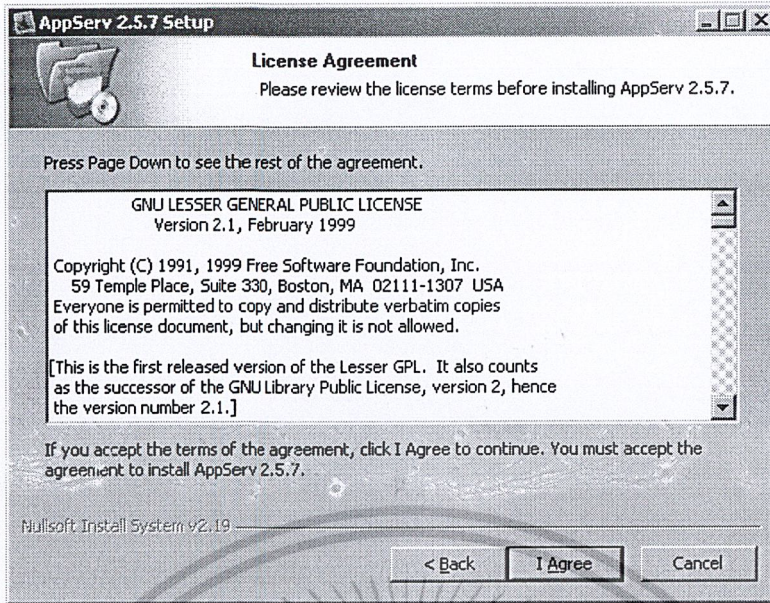 AppServ 2.5.7 Setup
License Agreement
Please review the license terms before installing AppServ 2.5.7.
Press Page Down to see the rest of the agreement.
GNU LESSER GENERAL PUBLIC LICENSE
Version 2.1, February 1999
Copyright (C) 1991, 1999 Free Software Foundation, Inc.
59 Temple Place, Suite 330, Boston, MA 02111-1307 USA
Everyone is permitted to copy and distribute verbatim copies
of this license document, but changing it is not allowed.
[This is the first released version of the Lesser GPL. It also counts
as the successor of the GNU Library Public License, version 2, hence
the version number 2.1.]
If you accept the terms of the agreement, click I Agree to continue. You must accept the
agreement to install AppServ 2.5.7.
Nullsoft Install System v2.19
< Back I Agree Cancel